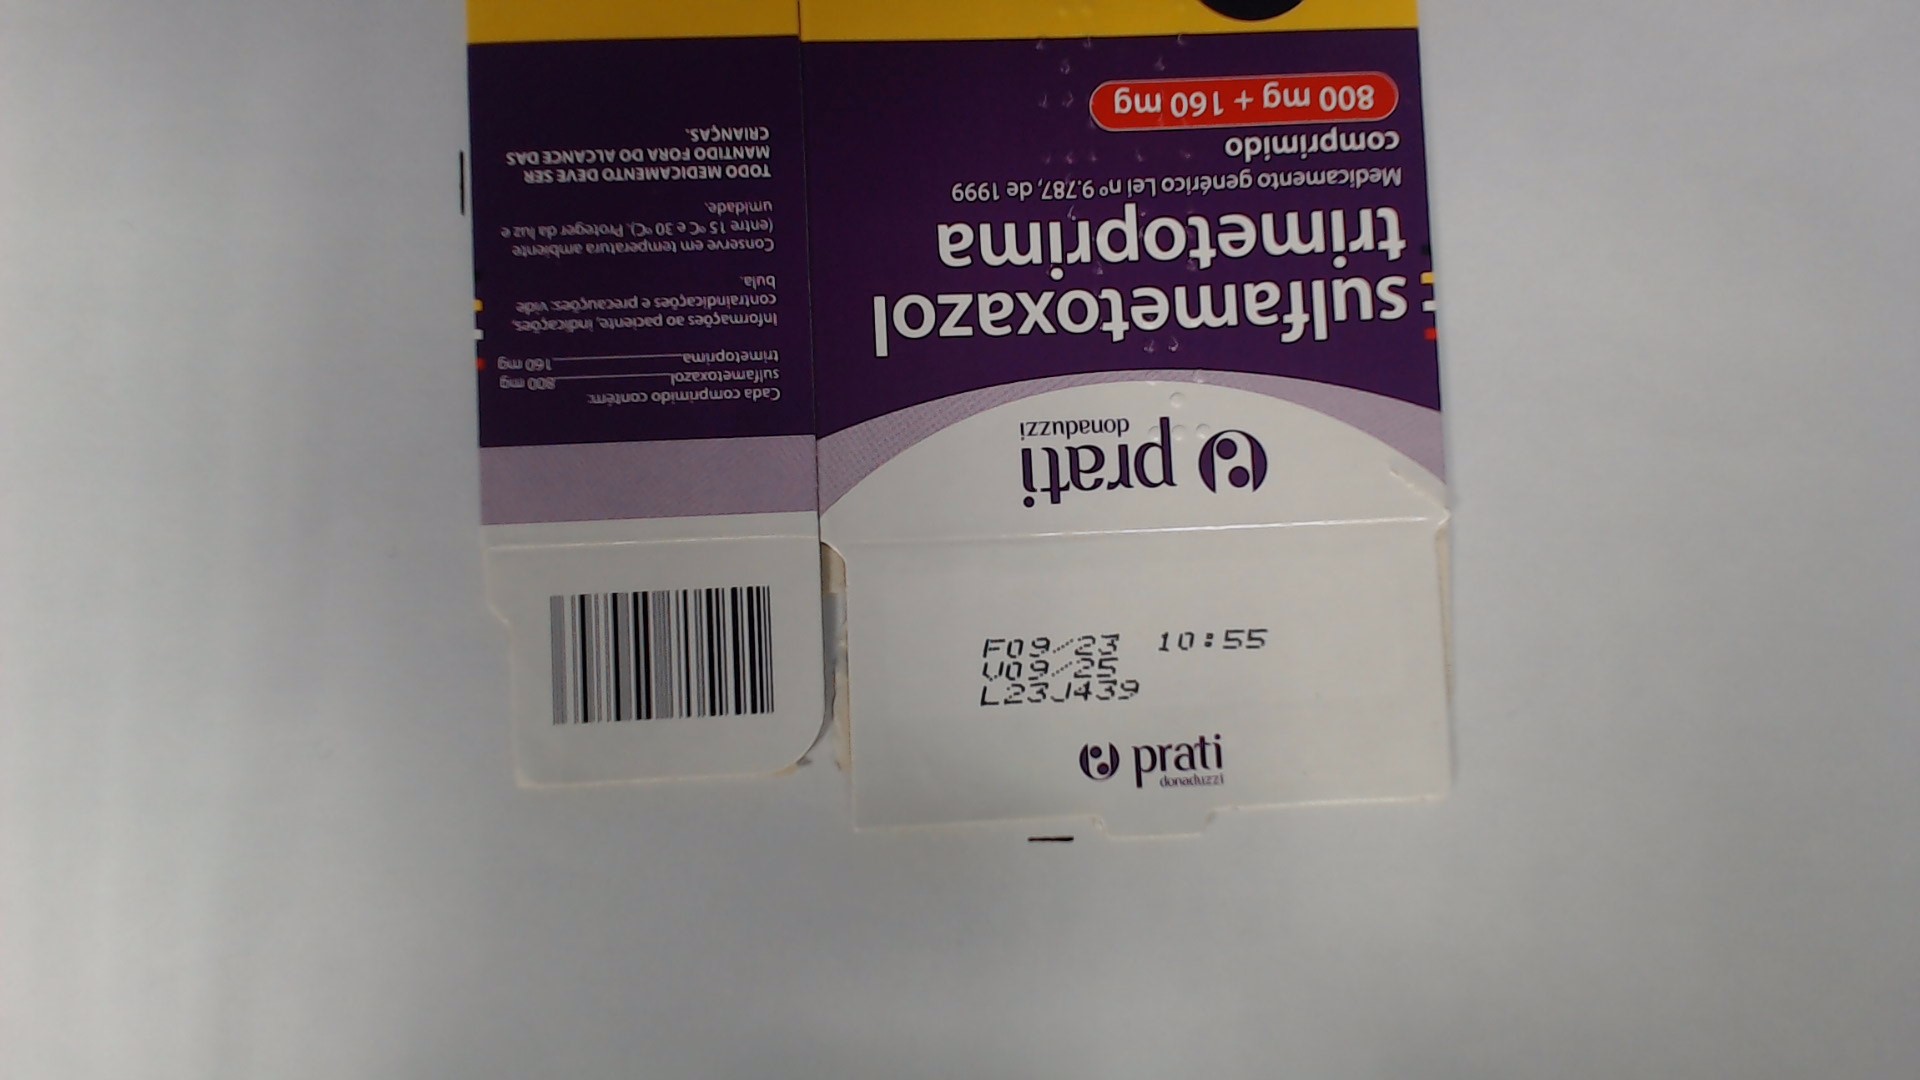 prati
donaduzzi
sulfametoxazol
trimetoprima
Medicamento genérico Lei nº 9.787, de 1999
comprimido
800 mg + 160 mg
Cada comprimido contém:
sulfametoxazol 800 mg
trimetoprima 160 mg
Informações ao paciente, indicações,
contraindicações e precauções: vide
bula.
Conserve em temperatura ambiente
(entre 15 ºC e 30 ºC). Proteger da luz e
umidade.
TODO MEDICAMENTO DEVE SER
MANTIDO FORA DO ALCANCE DAS
CRIANÇAS.
F09/23 10:55
V09/25
L23J439
prati
donaduzzi